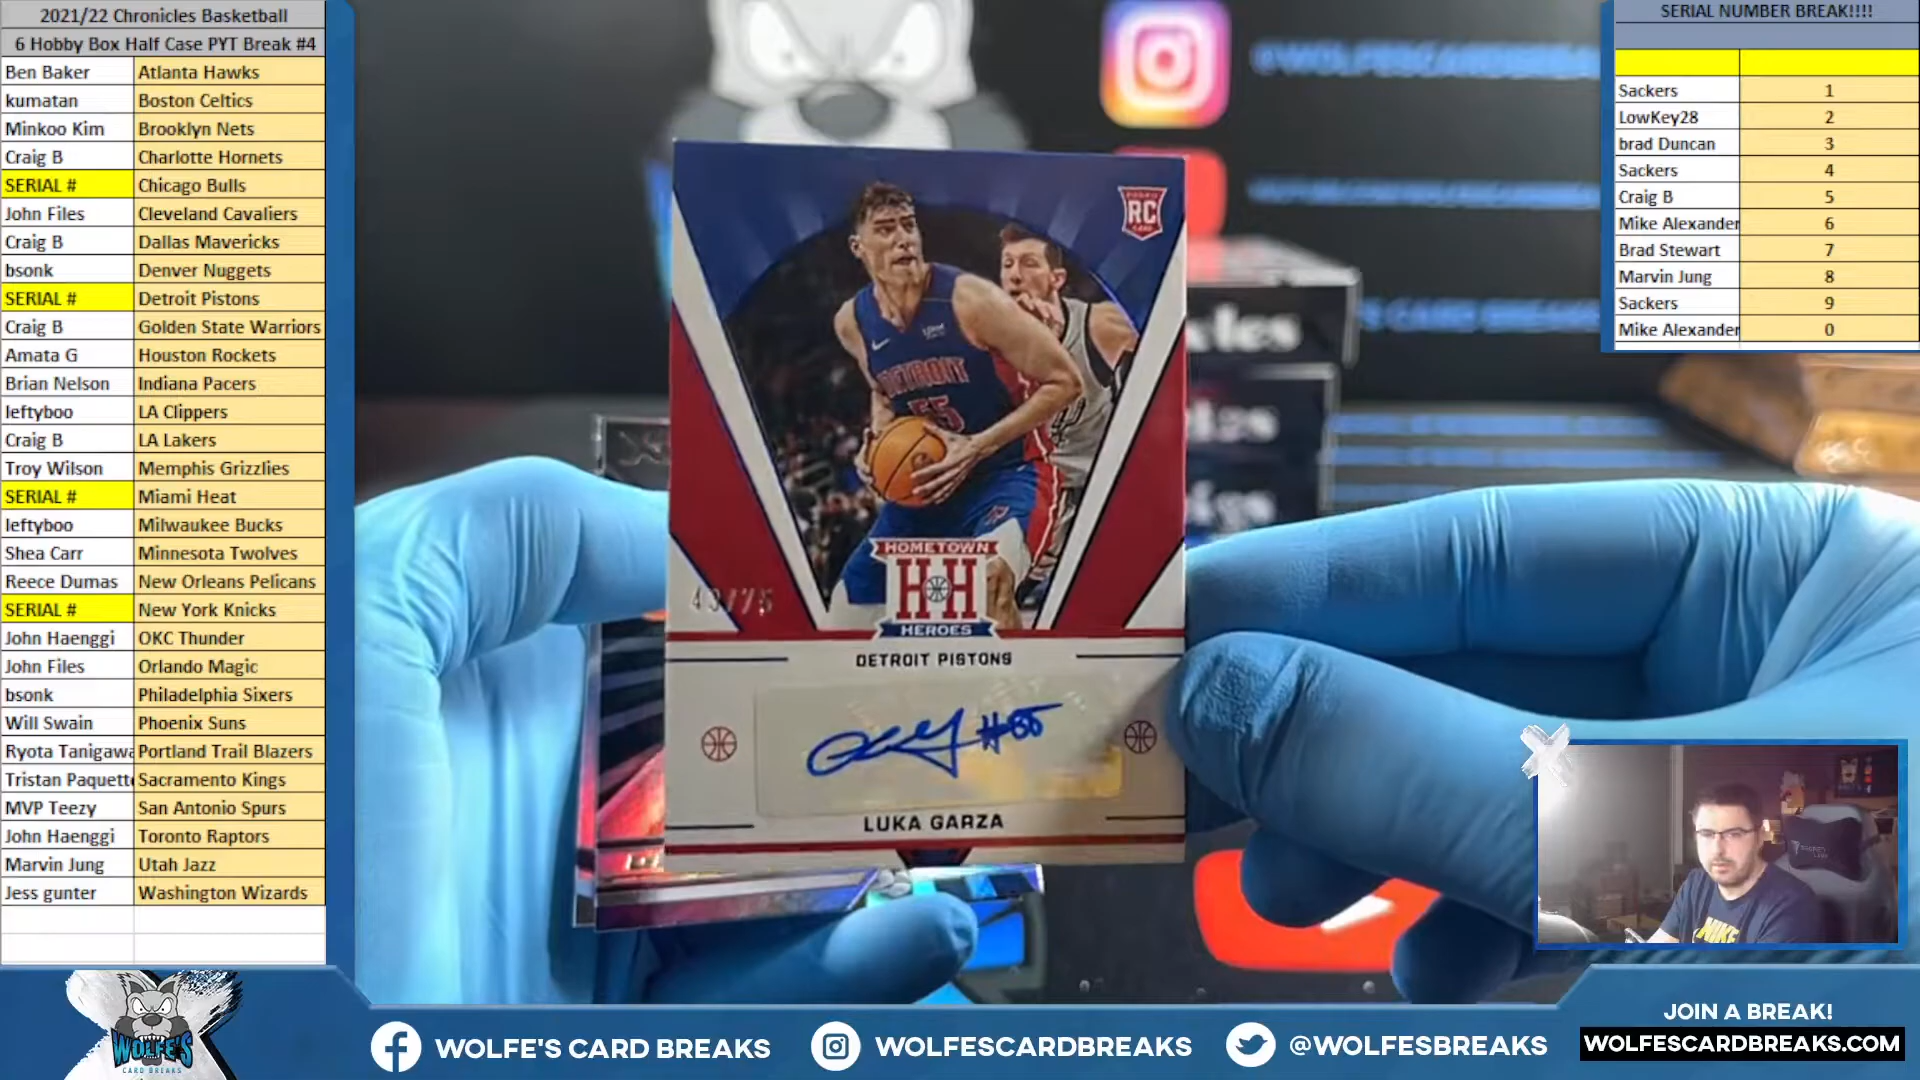 2021/22 Chronicles Basketball
6 Hobby Box Half Case PYT Break #4
Ben Baker Atlanta Hawks
kumatan Boston Celtics
Minkoo Kim Brooklyn Nets
Craig B Charlotte Hornets
SERIAL # Chicago Bulls
John Files Cleveland Cavaliers
Craig B Dallas Mavericks
bsonk Denver Nuggets
SERIAL # Detroit Pistons
Craig B Golden State Warriors
Amata G Houston Rockets
Brian Nelson Indiana Pacers
leftyboo LA Clippers
Craig B LA Lakers
Troy Wilson Memphis Grizzlies
SERIAL # Miami Heat
leftyboo Milwaukee Bucks
Shea Carr Minnesota Twolves
Reece Dumas New Orleans Pelicans
SERIAL # New York Knicks
John Haenggi OKC Thunder
John Files Orlando Magic
bsonk Philadelphia Sixers
Will Swain Phoenix Suns
Ryota Tanigawa Portland Trail Blazers
Tristan Paquette Sacramento Kings
MVP Teezy San Antonio Spurs
John Haenggi Toronto Raptors
Marvin Jung Utah Jazz
Jess gunter Washington Wizards
SERIAL NUMBER BREAK!!!!
Sackers 1
LowKey28 2
brad Duncan 3
Sackers 4
Craig B 5
Mike Alexander 6
Brad Stewart 7
Marvin Jung 8
Sackers 9
Mike Alexander 0
RC
DETROIT
55
HOMETOWN
HH
HEROES
DETROIT PISTONS
#55
LUKA GARZA
NIKE
WOLFE'S
CARD BREAKS
WOLFE'S CARD BREAKS
WOLFESCARDBREAKS
@WOLFESBREAKS
JOIN A BREAK!
WOLFESCARDBREAKS.COM